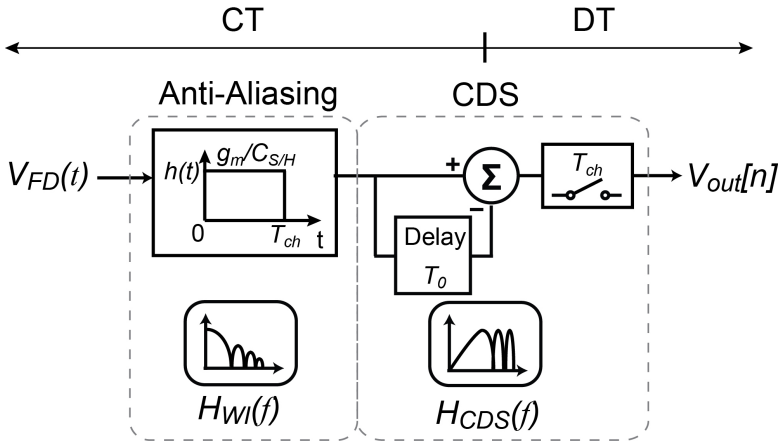 CT DT
Anti-Aliasing CDS
V_FD(t)
h(t) g_m/C_S/H
0 T_ch t
+
Σ
−
Delay
T_0
T_ch
V_out[n]
H_WI(f) H_CDS(f)